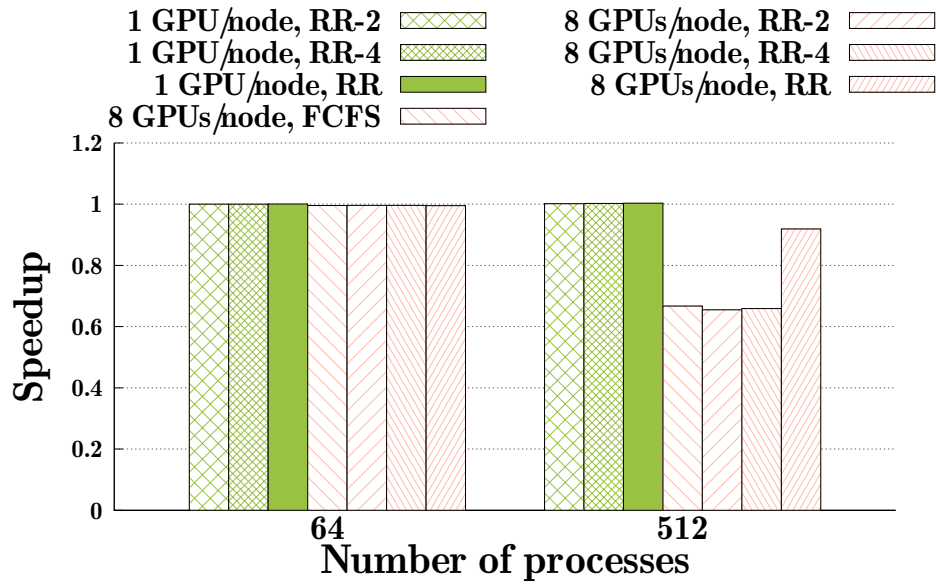 1 GPU/node, RR-2
1 GPU/node, RR-4
1 GPU/node, RR
8 GPUs/node, FCFS
8 GPUs/node, RR-2
8 GPUs/node, RR-4
8 GPUs/node, RR
Speedup
1.2
1
0.8
0.6
0.4
0.2
0
64
512
Number of processes